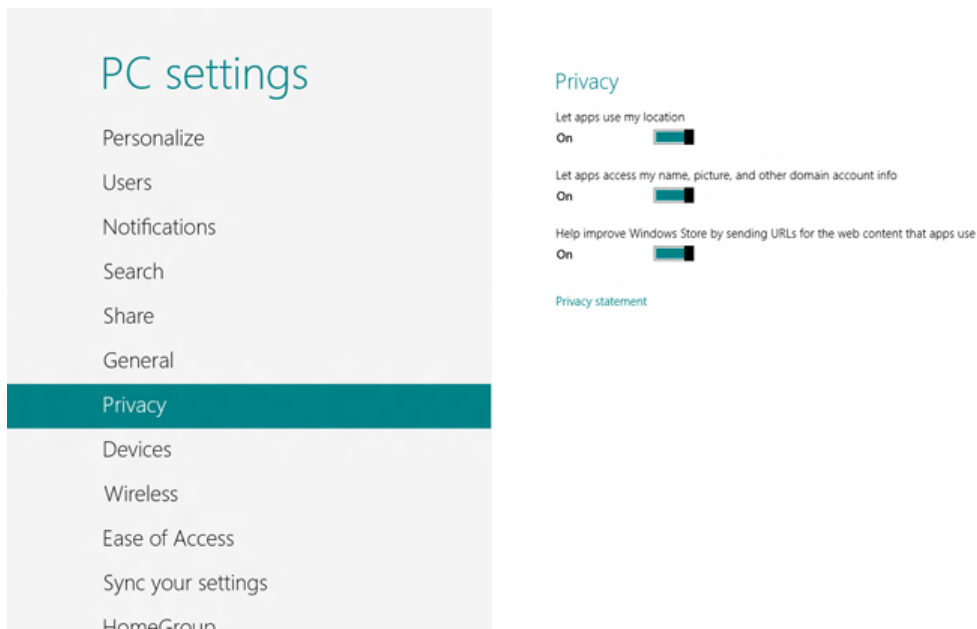 PC settings
Personalize
Users
Notifications
Search
Share
General
Privacy
Devices
Wireless
Ease of Access
Sync your settings
HomeGroup
Privacy
Let apps use my location
On
Let apps access my name, picture, and other domain account info
On
Help improve Windows Store by sending URLs for the web content that apps use
On
Privacy statement